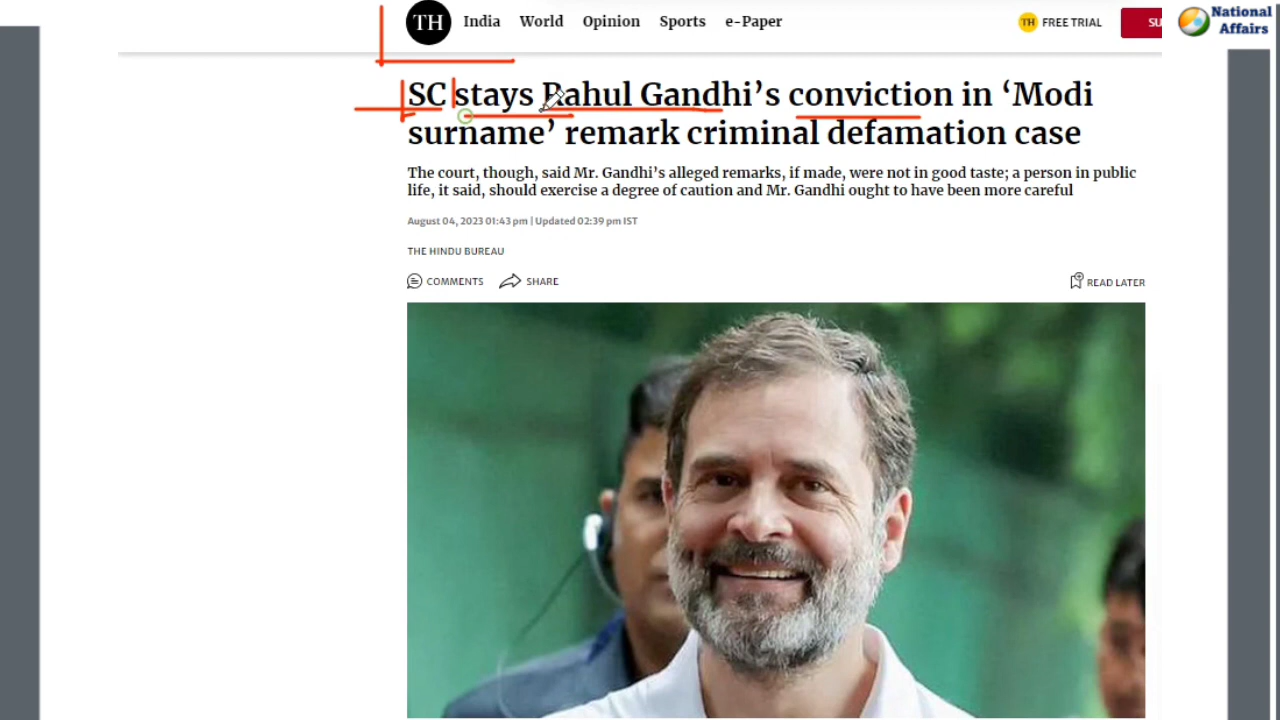 TH India World Opinion Sports e-Paper TH FREE TRIAL SU
National
Affairs
SC stays Rahul Gandhi’s conviction in ‘Modi
surname’ remark criminal defamation case
The court, though, said Mr. Gandhi’s alleged remarks, if made, were not in good taste; a person in public
life, it said, should exercise a degree of caution and Mr. Gandhi ought to have been more careful
August 04, 2023 01:43 pm | Updated 02:39 pm IST
THE HINDU BUREAU
COMMENTS SHARE READ LATER